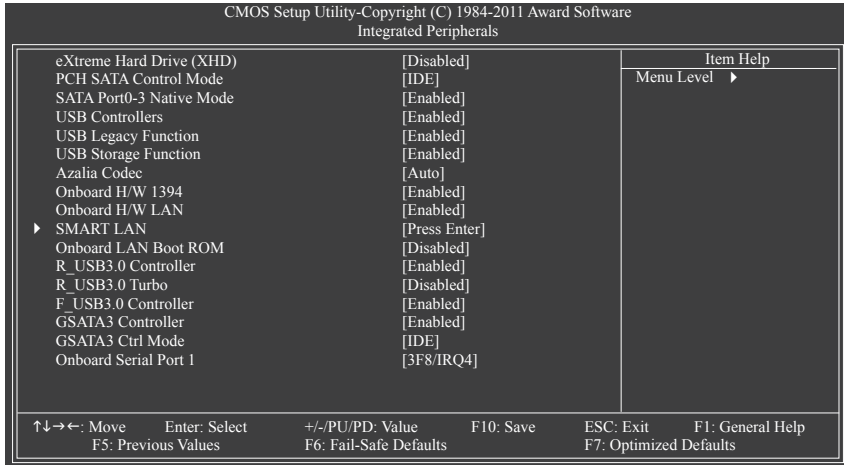 CMOS Setup Utility-Copyright (C) 1984-2011 Award Software
Integrated Peripherals
eXtreme Hard Drive (XHD) [Disabled]
PCH SATA Control Mode [IDE]
SATA Port0-3 Native Mode [Enabled]
USB Controllers [Enabled]
USB Legacy Function [Enabled]
USB Storage Function [Enabled]
Azalia Codec [Auto]
Onboard H/W 1394 [Enabled]
Onboard H/W LAN [Enabled]
SMART LAN [Press Enter]
Onboard LAN Boot ROM [Disabled]
R_USB3.0 Controller [Enabled]
R_USB3.0 Turbo [Disabled]
F_USB3.0 Controller [Enabled]
GSATA3 Controller [Enabled]
GSATA3 Ctrl Mode [IDE]
Onboard Serial Port 1 [3F8/IRQ4]
Item Help
Menu Level
↑↓→←: Move Enter: Select +/-/PU/PD: Value F10: Save ESC: Exit F1: General Help
F5: Previous Values F6: Fail-Safe Defaults F7: Optimized Defaults